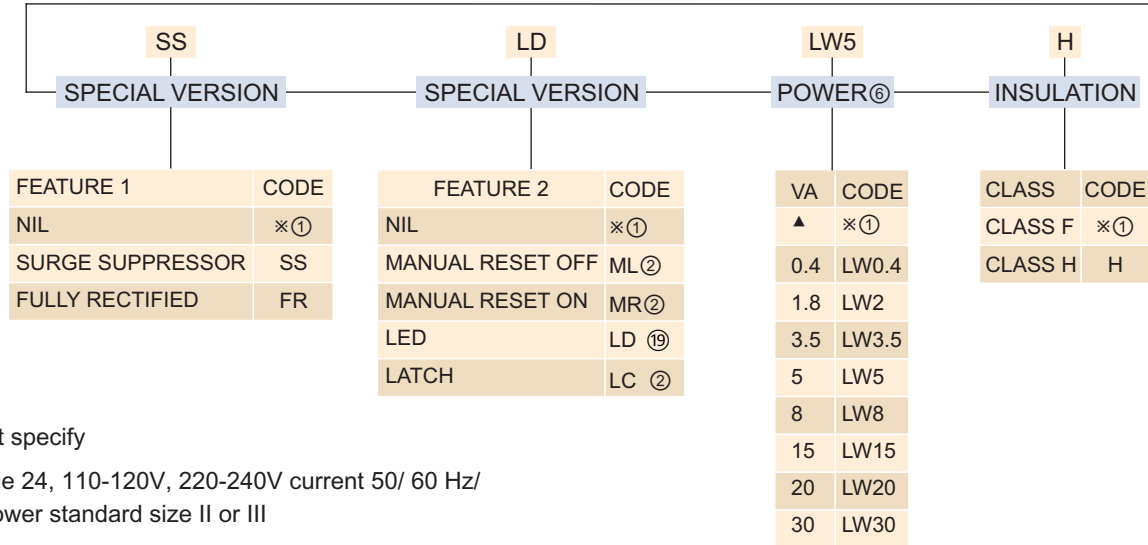 SS LD LW5 H
SPECIAL VERSION SPECIAL VERSION POWER⑥ INSULATION
FEATURE 1 CODE
NIL ※①
SURGE SUPPRESSOR SS
FULLY RECTIFIED FR
FEATURE 2 CODE
NIL ※①
MANUAL RESET OFF ML②
MANUAL RESET ON MR②
LED LD ⑲
LATCH LC ②
VA CODE
▲ ※①
0.4 LW0.4
1.8 LW2
3.5 LW3.5
5 LW5
8 LW8
15 LW15
20 LW20
30 LW30
CLASS CODE
CLASS F ※①
CLASS H H
specify
24, 110-120V, 220-240V current 50/ 60 Hz/
standard size II or III